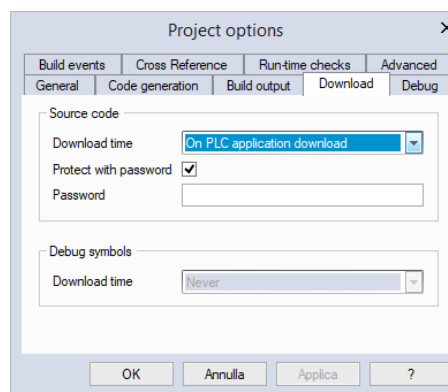 Project options
Build events Cross Reference Run-time checks Advanced
General Code generation Build output Download Debug
Source code
Download time On PLC application download
Protect with password
Password
Debug symbols
Download time Never
OK Annulla Applica ?